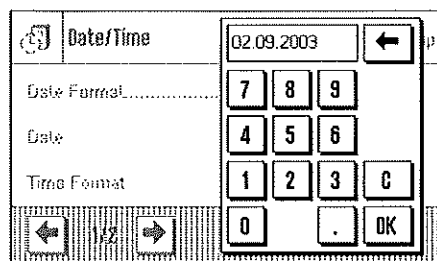 Date/Time
02.09.2003
Date Format
7 8 9
Date
4 5 6
Time Format
1 2 3 C
1/2
0 . OK